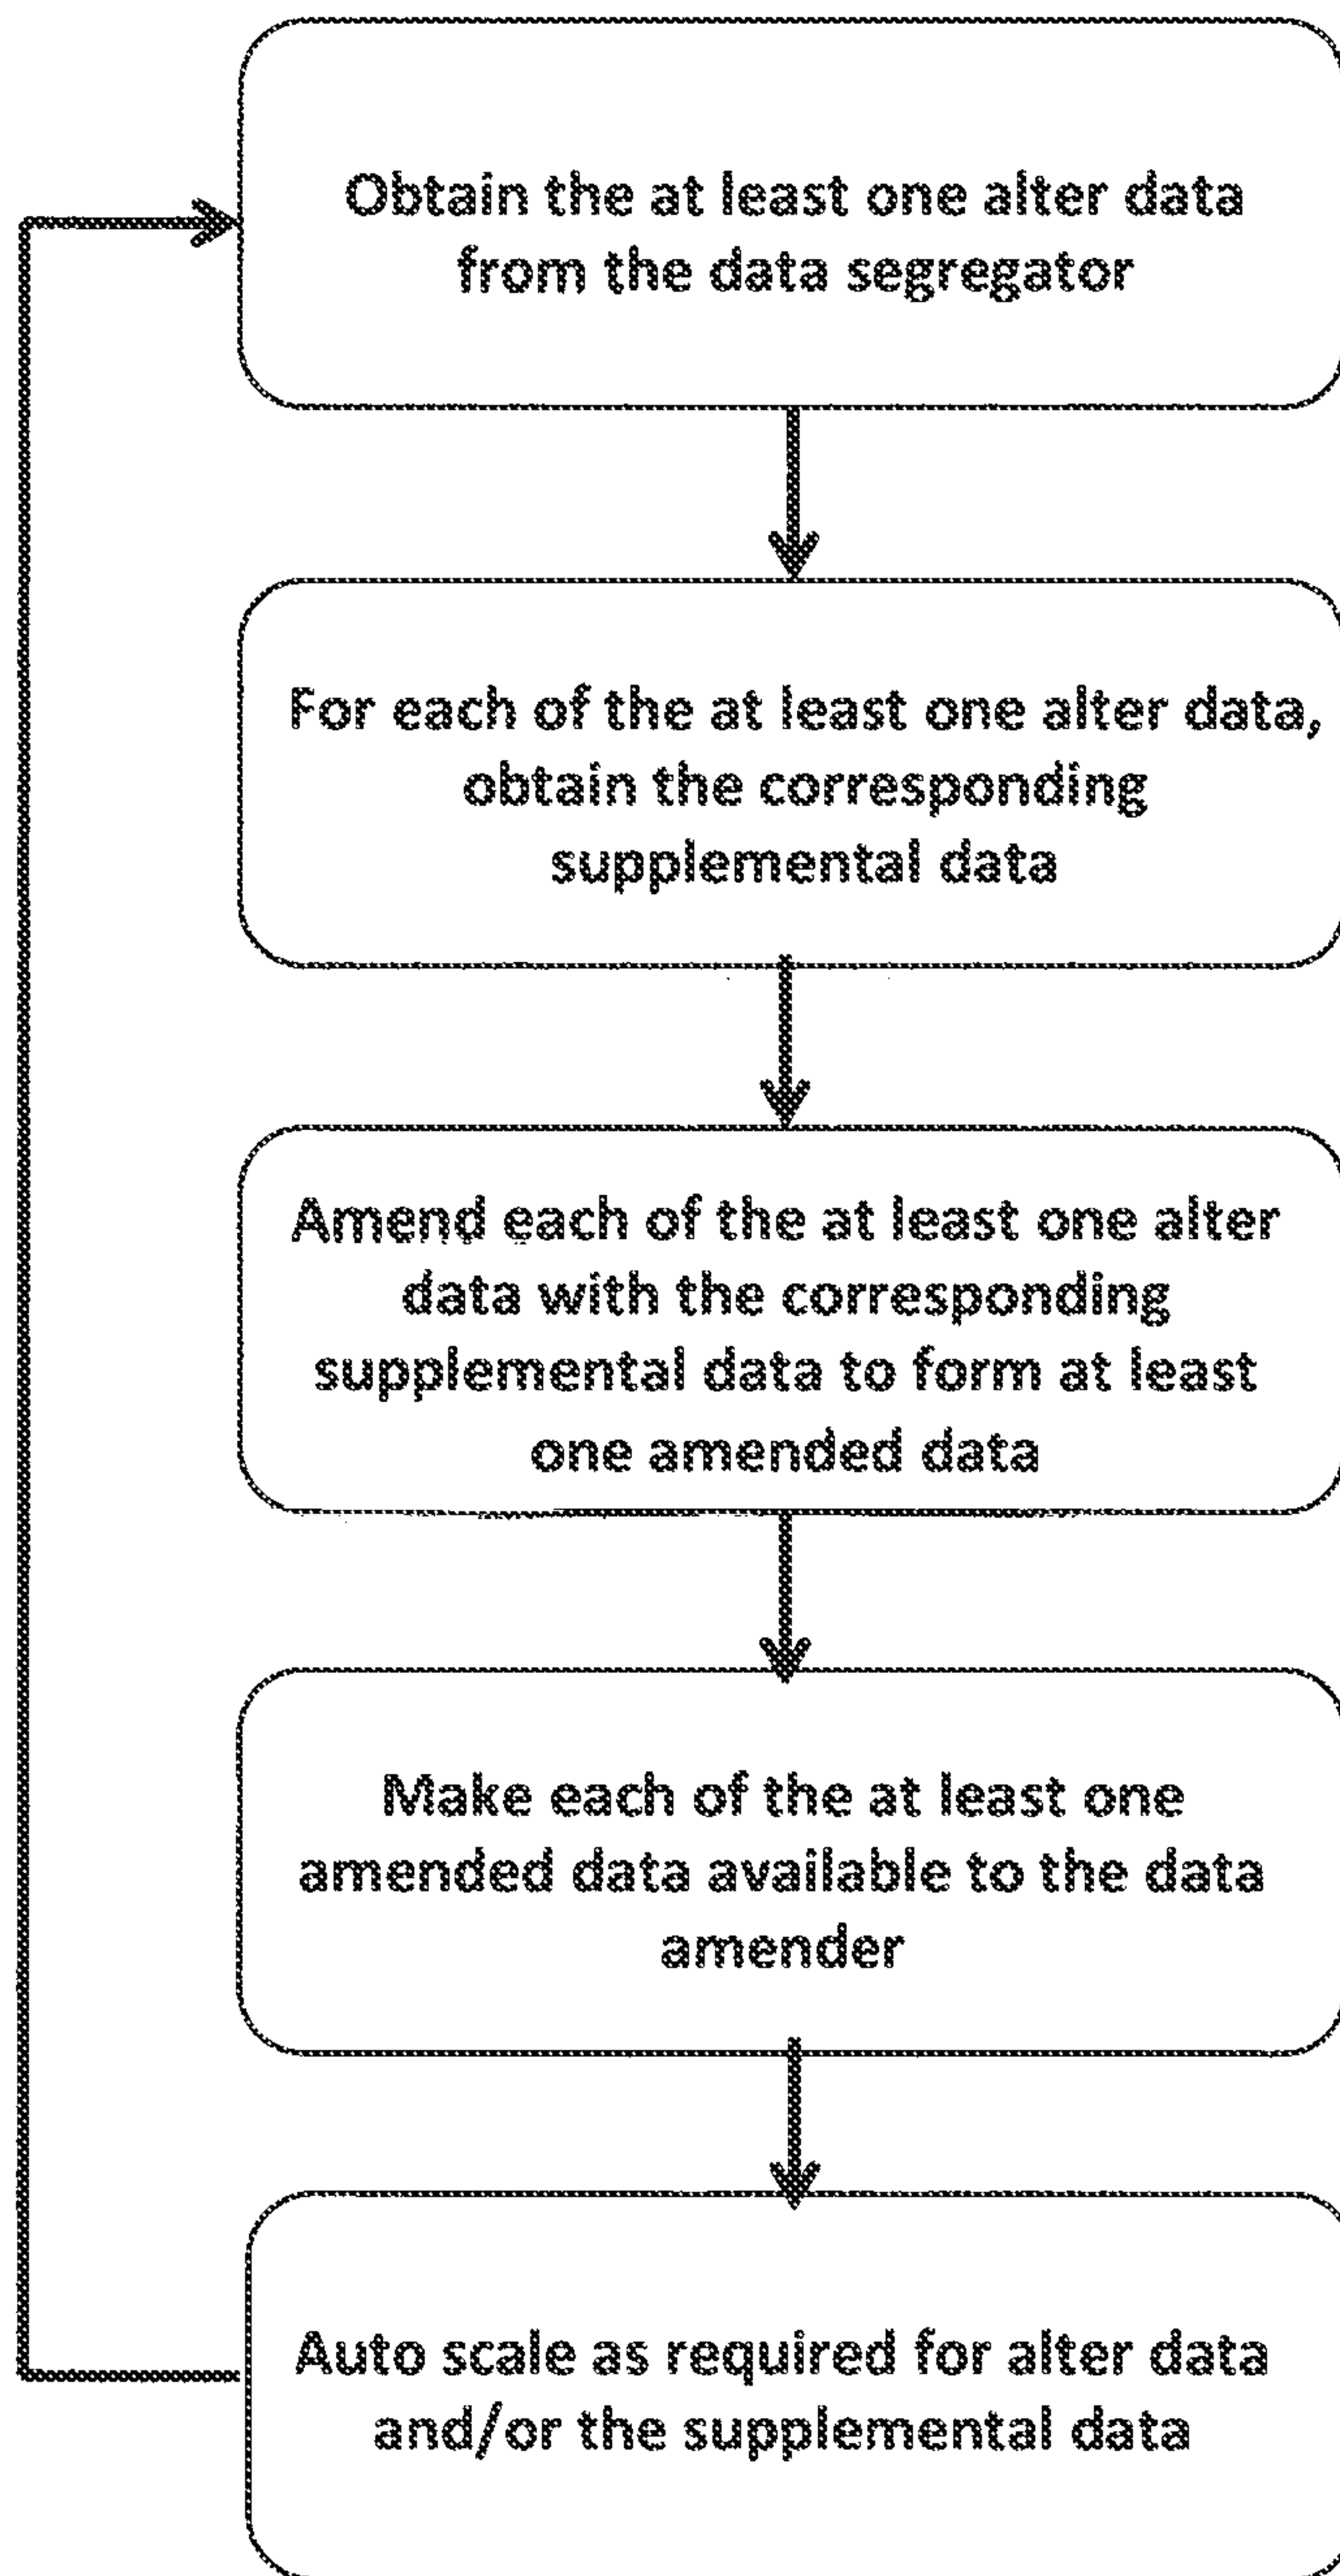 Obtain the at least one alter data
from the data segregator
For each of the at least one alter data,
obtain the corresponding
supplemental data
Amend each of the at least one alter
data with the corresponding
supplemental data to form at least
one amended data
Make each of the at least one
amended data available to the data
amender
Auto scale as required for alter data
and/or the supplemental data